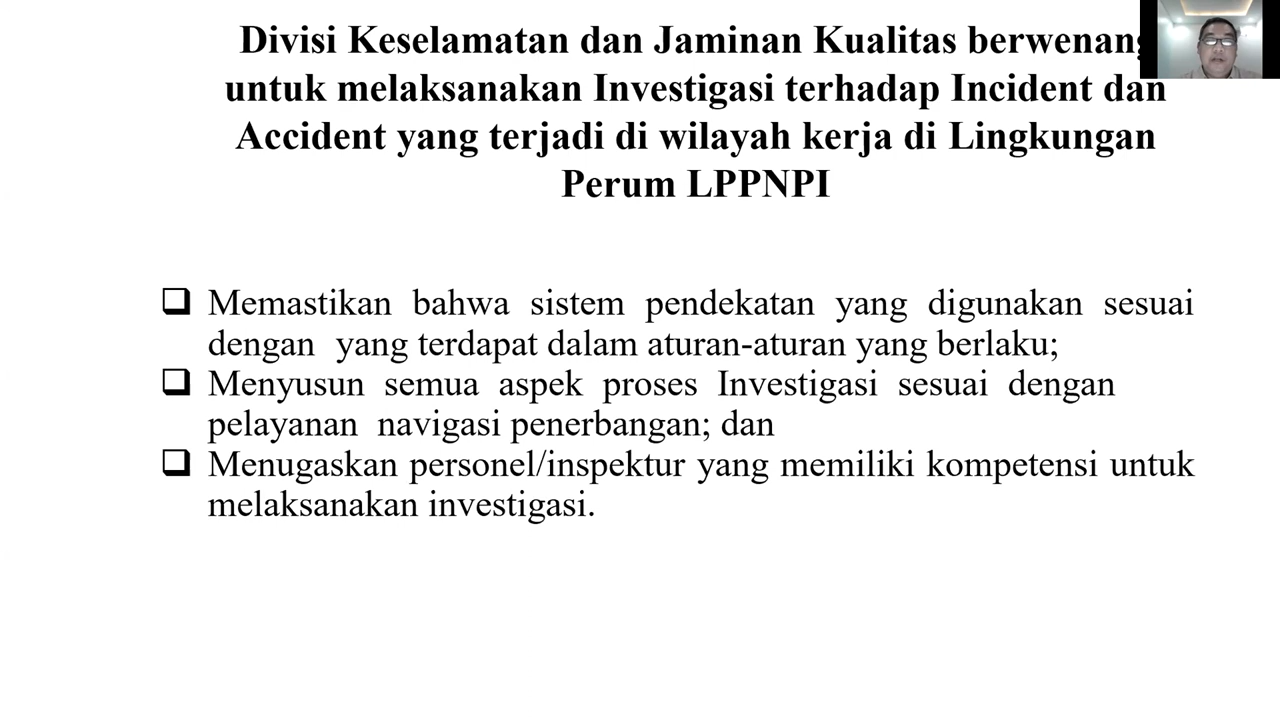 Divisi Keselamatan dan Jaminan Kualitas berwenang
untuk melaksanakan Investigasi terhadap Incident dan
Accident yang terjadi di wilayah kerja di Lingkungan
Perum LPPNPI
❑ Memastikan bahwa sistem pendekatan yang digunakan sesuai
dengan yang terdapat dalam aturan-aturan yang berlaku;
❑ Menyusun semua aspek proses Investigasi sesuai dengan
pelayanan navigasi penerbangan; dan
❑ Menugaskan personel/inspektur yang memiliki kompetensi untuk
melaksanakan investigasi.